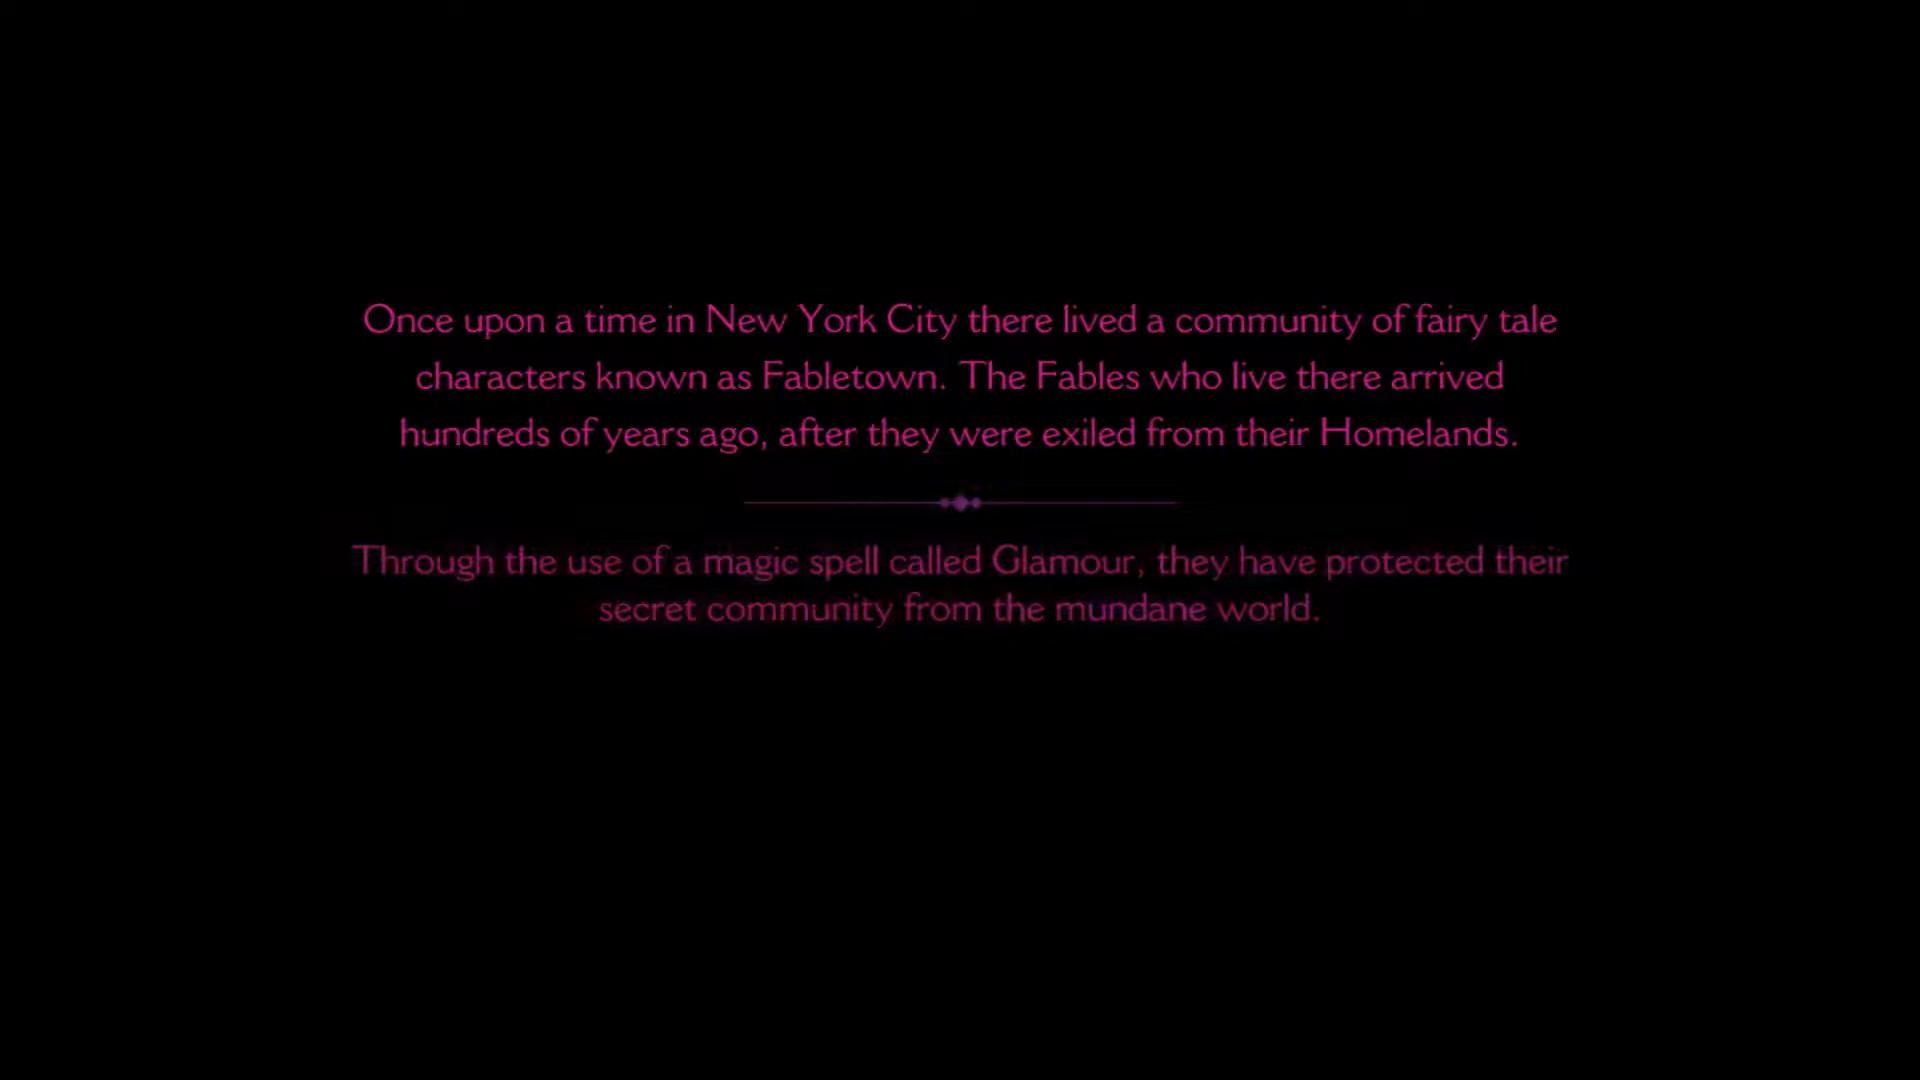 Once upon a time in New York City there lived a community of fairy tale
characters known as Fabletown. The Fables who live there arrived
hundreds of years ago, after they were exiled from their Homelands.
Through the use of a magic spell called Glamour, they have protected their
secret community from the mundane world.